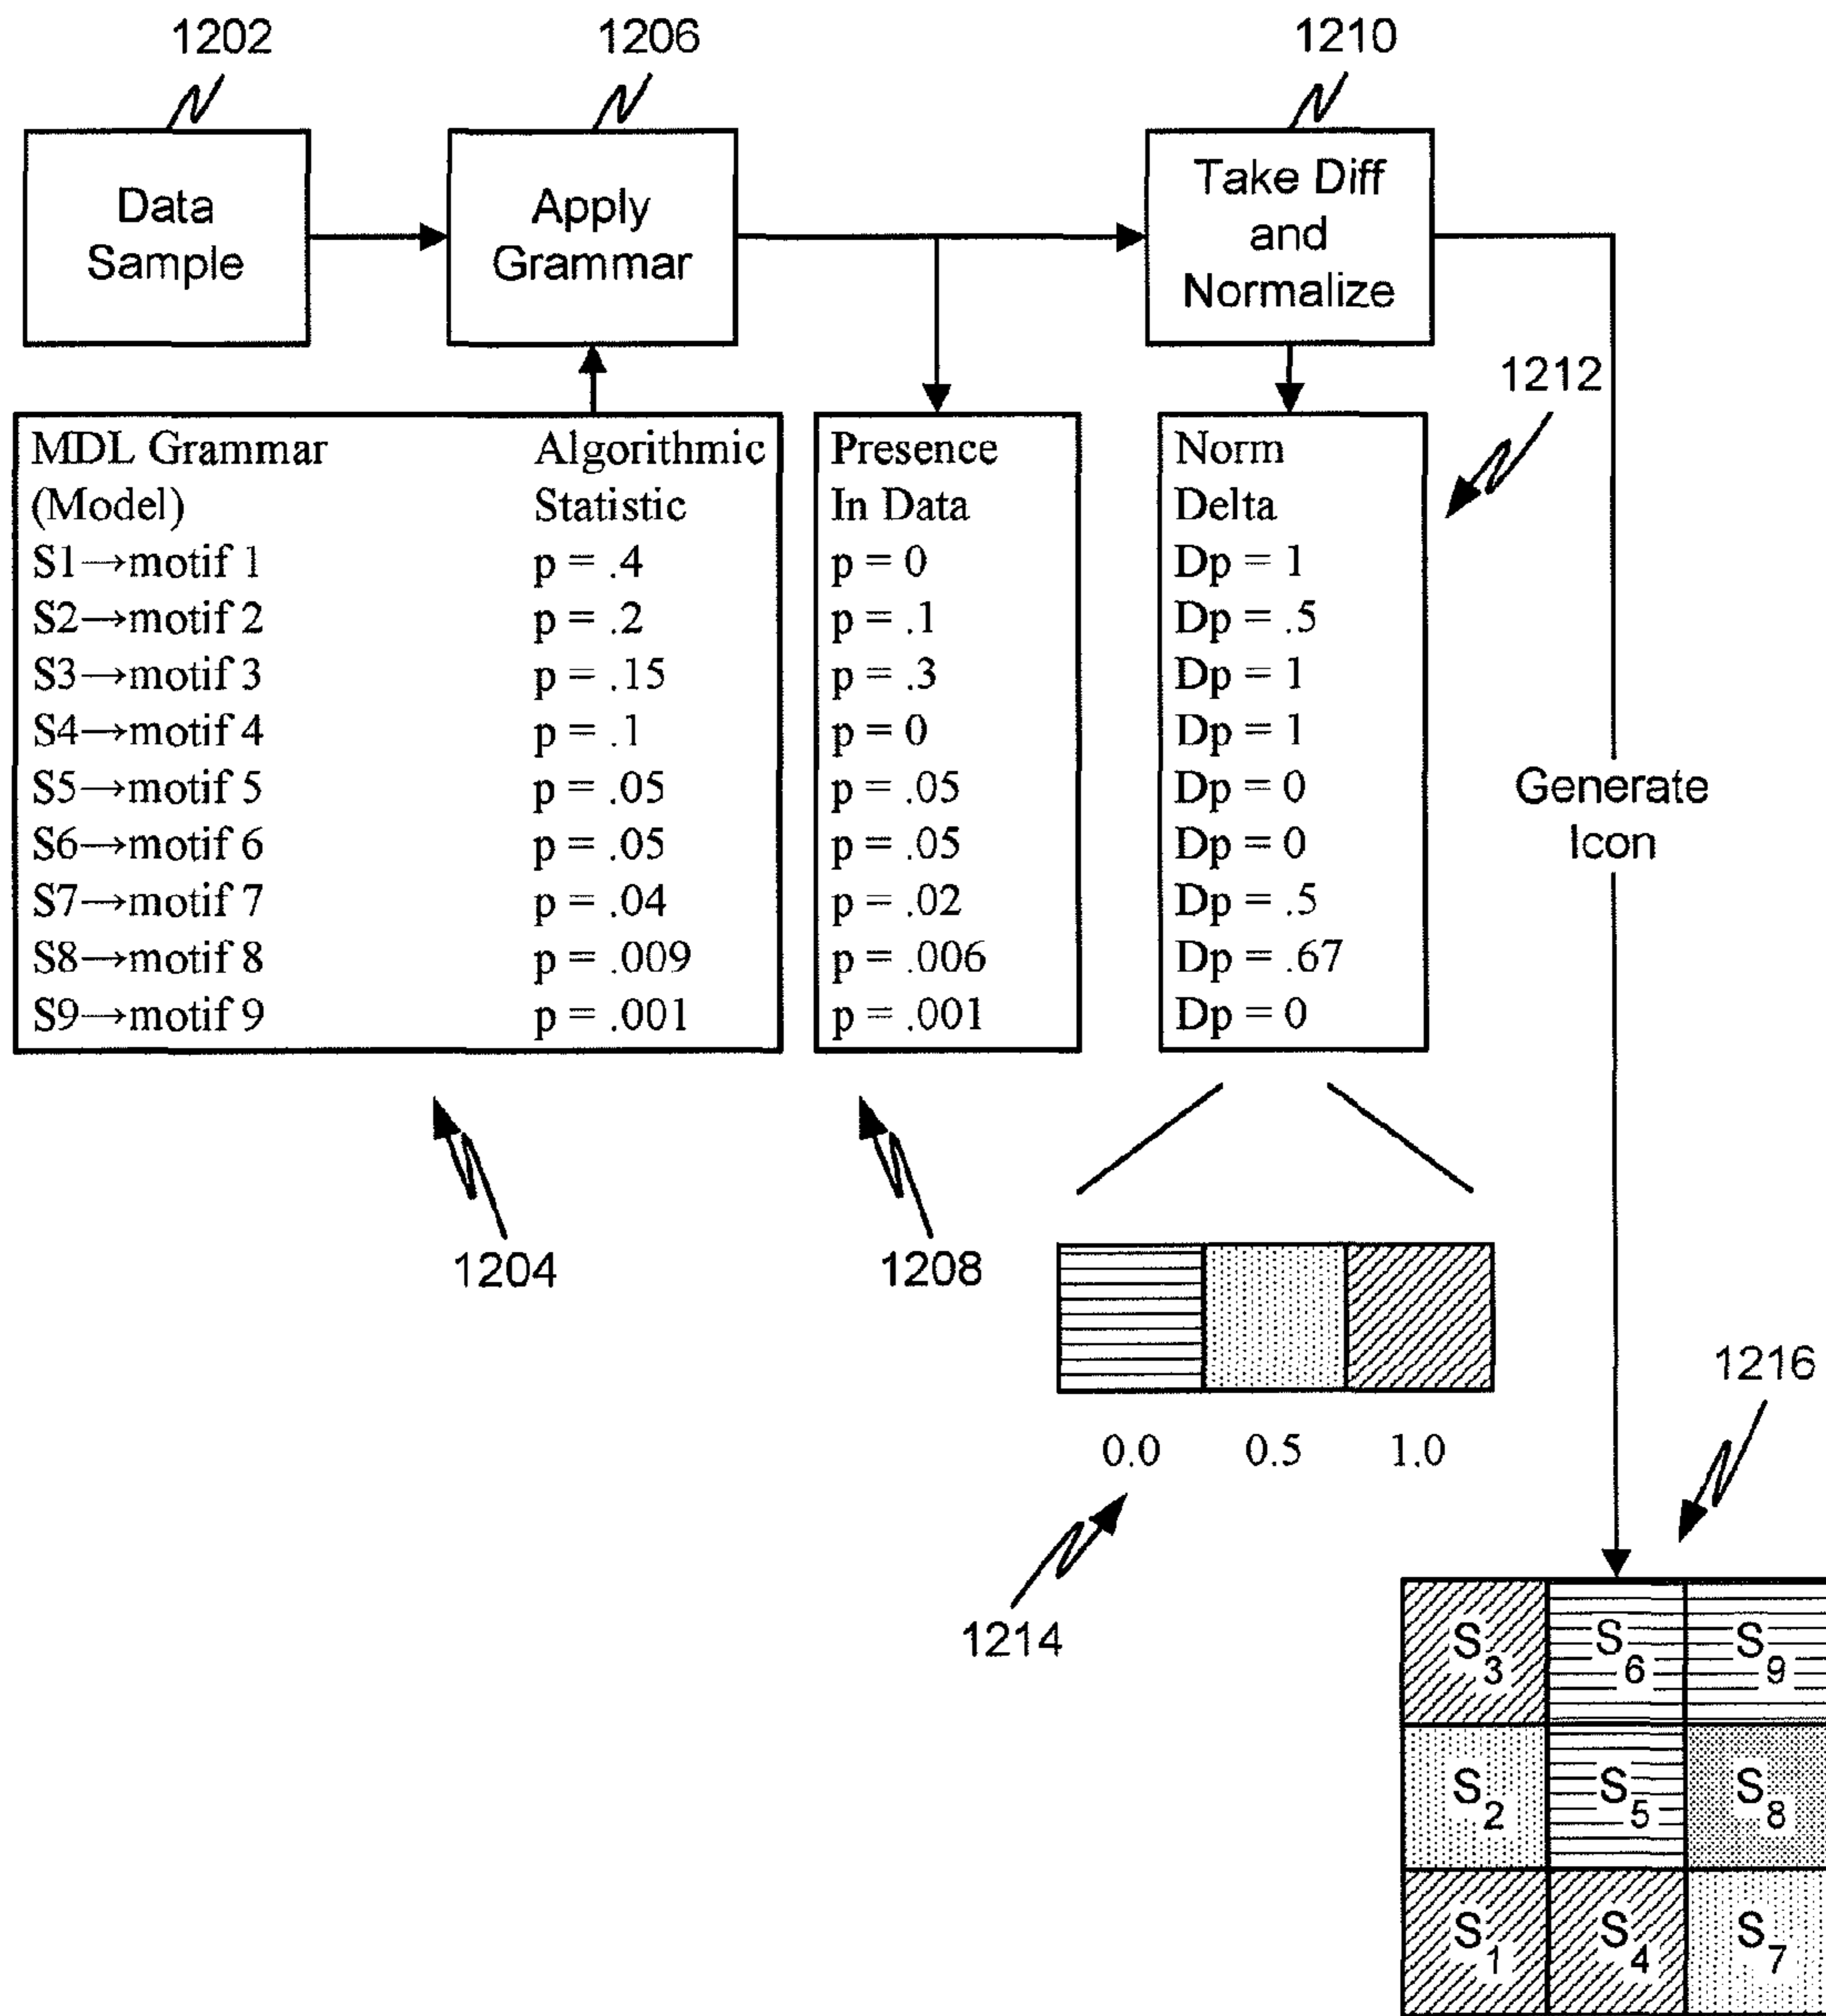 1202
1206
1210
Data
Sample
Apply
Grammar
Take Diff
and
Normalize
1212
MDL Grammar Algorithmic
(Model) Statistic
S1→motif 1 p = .4
S2→motif 2 p = .2
S3→motif 3 p = .15
S4→motif 4 p = .1
S5→motif 5 p = .05
S6→motif 6 p = .05
S7→motif 7 p = .04
S8→motif 8 p = .009
S9→motif 9 p = .001
Presence
In Data
p = 0
p = .1
p = .3
p = 0
p = .05
p = .05
p = .02
p = .006
p = .001
Norm
Delta
Dp = 1
Dp = .5
Dp = 1
Dp = 1
Dp = 0
Dp = 0
Dp = .5
Dp = .67
Dp = 0
Generate
Icon
1204
1208
0.0 0.5 1.0
1214
1216
S3 S6 S9
S2 S5 S8
S1 S4 S7